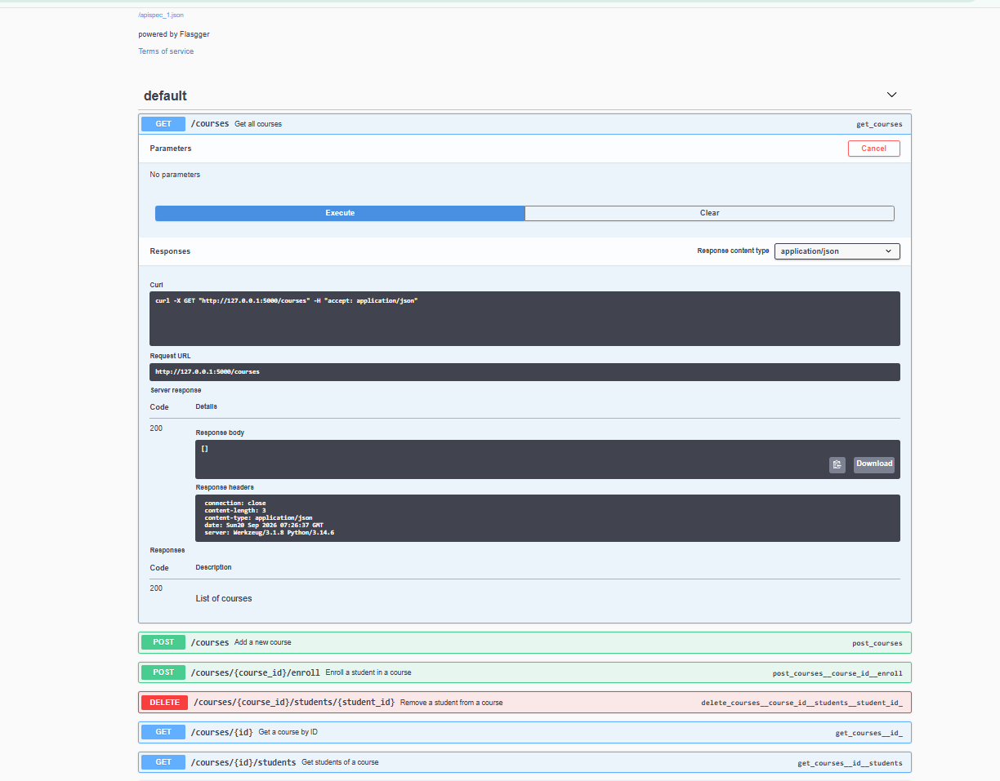 /apispec_1.json
powered by Flasgger
Terms of service
default
GET /courses Get all courses get_courses
Parameters Cancel
No parameters
Execute Clear
Responses Response content type application/json
Curl
curl -X GET "http://127.0.0.1:5000/courses" -H "accept: application/json"
Request URL
http://127.0.0.1:5000/courses
Server response
Code Details
200
Response body
[]
Download
Response headers
connection: close
content-length: 3
content-type: application/json
date: Sun20 Sep 2026 07:26:37 GMT
server: Werkzeug/3.1.8 Python/3.14.6
Responses
Code Description
200
List of courses
POST /courses Add a new course post_courses
POST /courses/{course_id}/enroll Enroll a student in a course post_courses__course_id__enroll
DELETE /courses/{course_id}/students/{student_id} Remove a student from a course delete_courses__course_id__students__student_id_
GET /courses/{id} Get a course by ID get_courses__id_
GET /courses/{id}/students Get students of a course get_courses__id__students